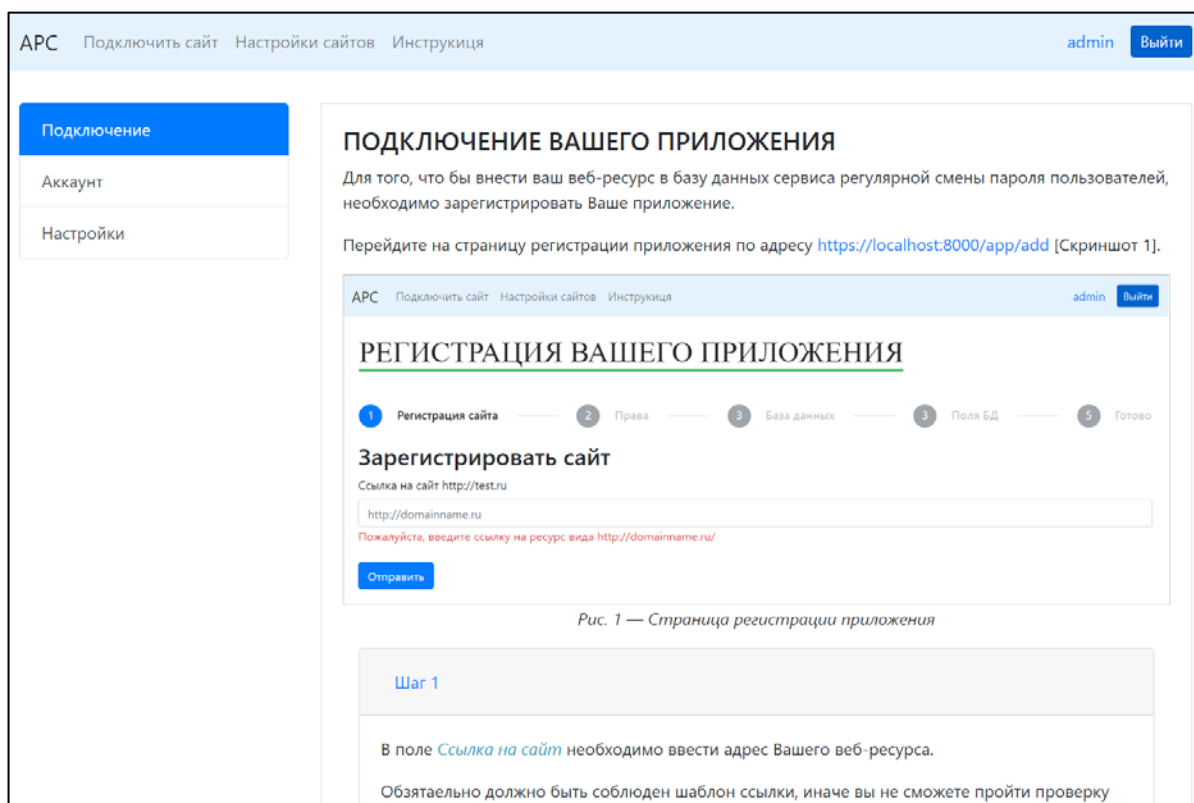 АРС Подключить сайт Настройки сайтов Инструкиця admin Выйти
Подключение
Аккаунт
Настройки
ПОДКЛЮЧЕНИЕ ВАШЕГО ПРИЛОЖЕНИЯ
Для того, что бы внести ваш веб-ресурс в базу данных сервиса регулярной смены пароля пользователей,
необходимо зарегистрировать Ваше приложение.
Перейдите на страницу регистрации приложения по адресу https://localhost:8000/app/add [Скриншот 1].
АРС Подключить сайт Настройки сайтов Инструкиця admin Выйти
РЕГИСТРАЦИЯ ВАШЕГО ПРИЛОЖЕНИЯ
1 Регистрация сайта 2 Права 3 База данных 3 Поля БД 5 Готово
Зарегистрировать сайт
Ссылка на сайт http://test.ru
http://domainname.ru
Пожалуйста, введите ссылку на ресурс вида http://domainname.ru/
Отправить
Рис. 1 — Страница регистрации приложения
Шаг 1
В поле Ссылка на сайт необходимо ввести адрес Вашего веб-ресурса.
Обзятаельно должно быть соблюден шаблон ссылки, иначе вы не сможете пройти проверку